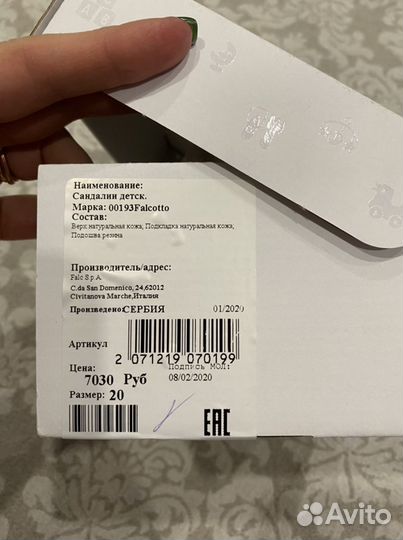 Наименование:
Сандалии детск.
Марка: 00193Falcotto
Состав:
Верх натуральная кожа; Подкладка натуральная кожа;
Подошва резина
Производитель/адрес:
Falc S.p.A.
C.da San Domenico, 24,62012
Civitanova Marche,Италия
Произведено:СЕРБИЯ 01/2020
Артикул
2 071219 070199
Цена: Подпись МОЛ:
7030 Руб 08/02/2020
Размер: 20
EAC
Avito